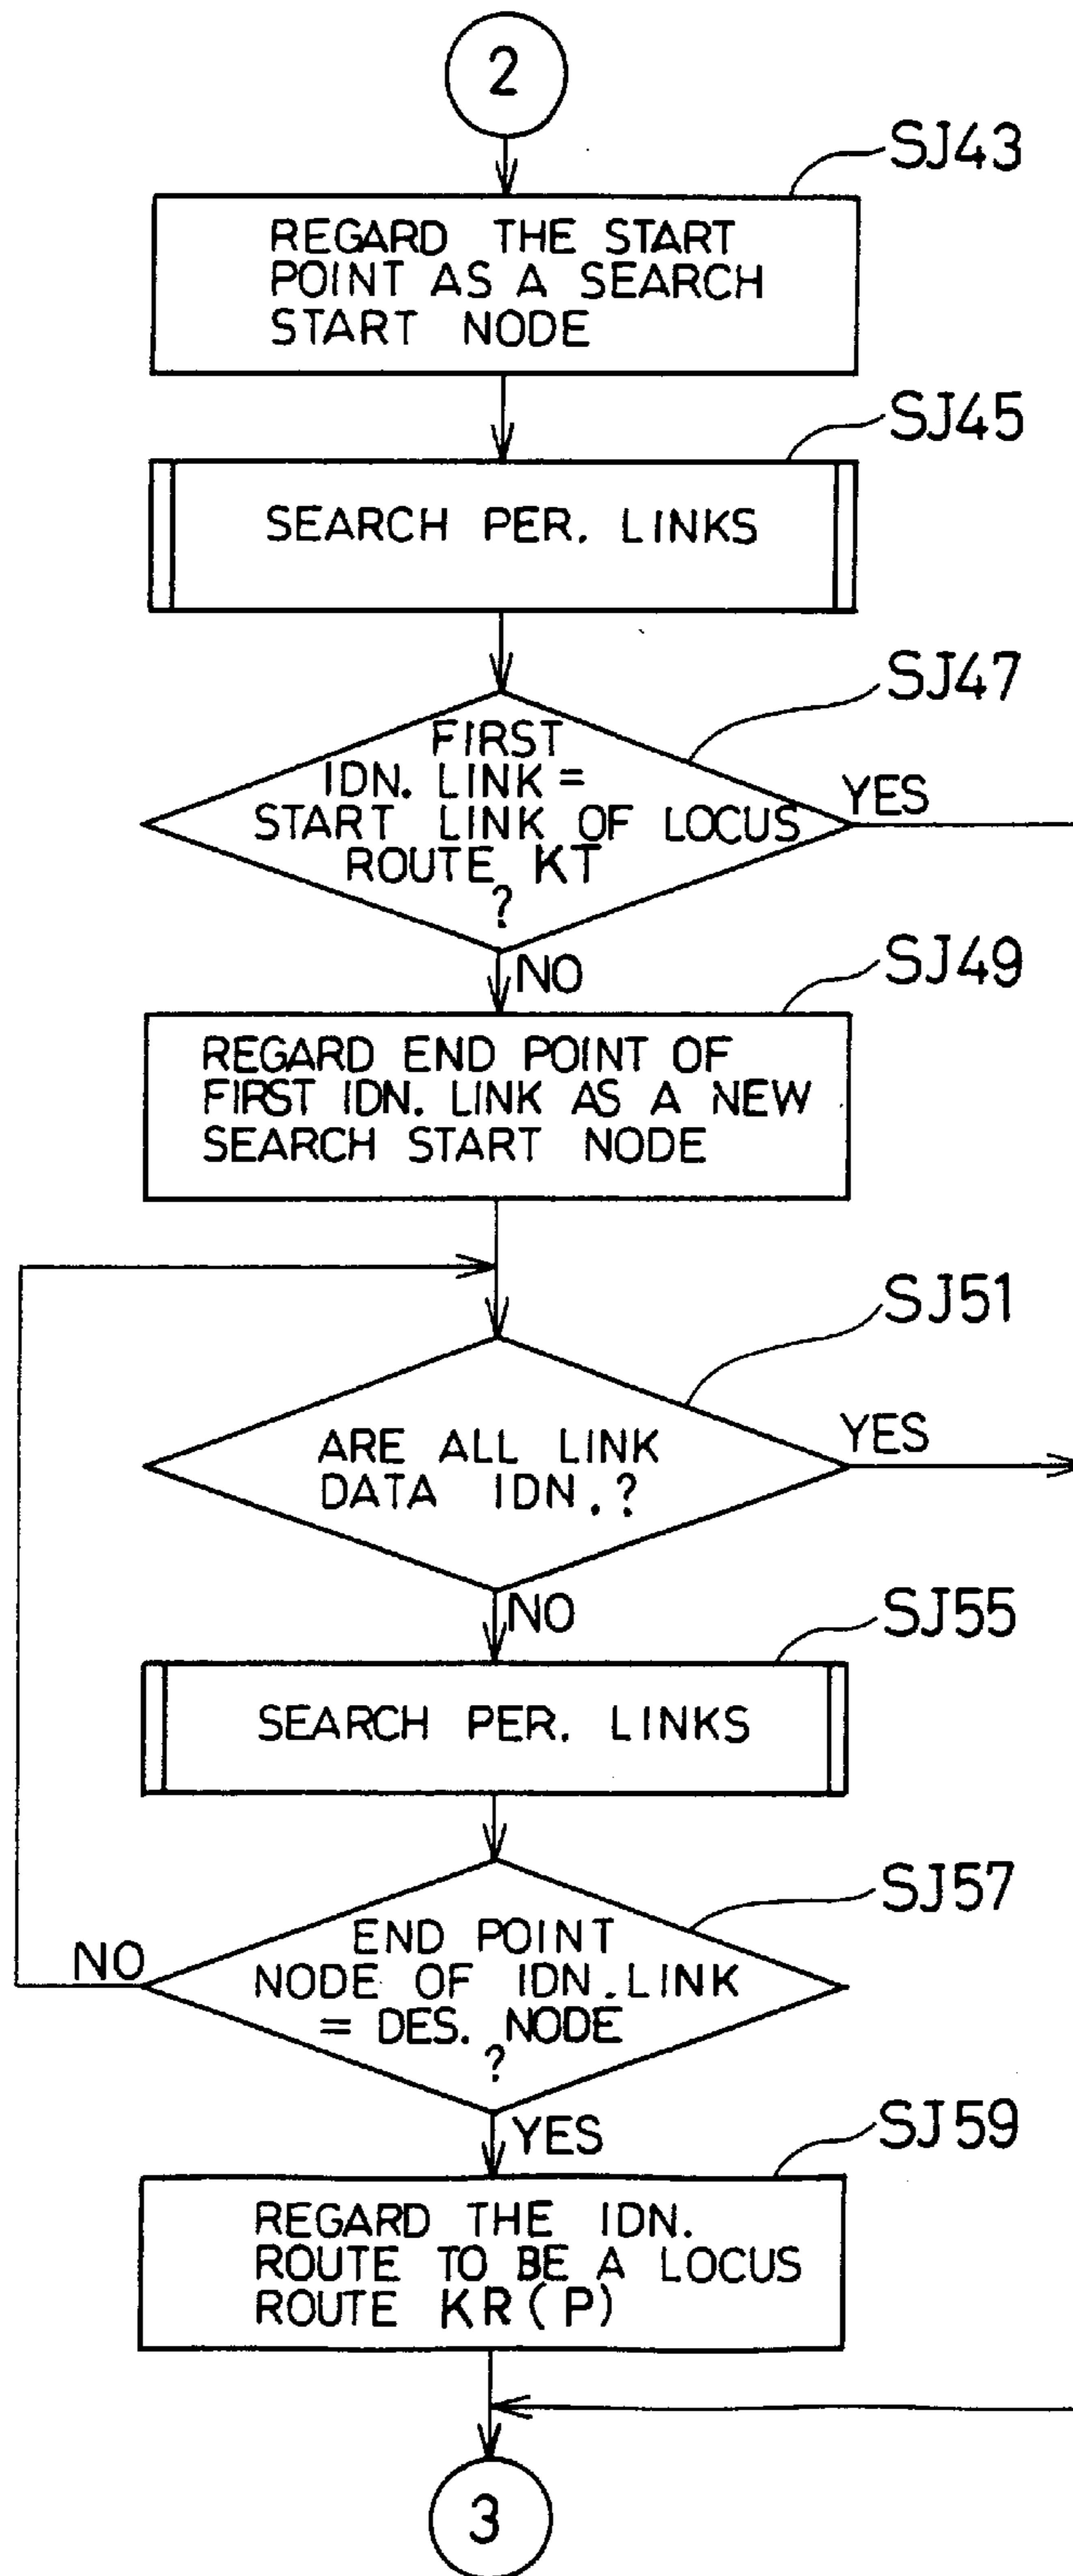 2
SJ43
REGARD THE START
POINT AS A SEARCH
START NODE
SJ45
SEARCH PER. LINKS
SJ47
FIRST
IDN. LINK =
START LINK OF LOCUS
ROUTE KT
?
YES
NO
SJ49
REGARD END POINT OF
FIRST IDN. LINK AS A NEW
SEARCH START NODE
SJ51
ARE ALL LINK
DATA IDN.?
YES
NO
SJ55
SEARCH PER. LINKS
SJ57
END POINT
NODE OF IDN. LINK
= DES. NODE
?
NO
YES
SJ59
REGARD THE IDN.
ROUTE TO BE A LOCUS
ROUTE KR(P)
3